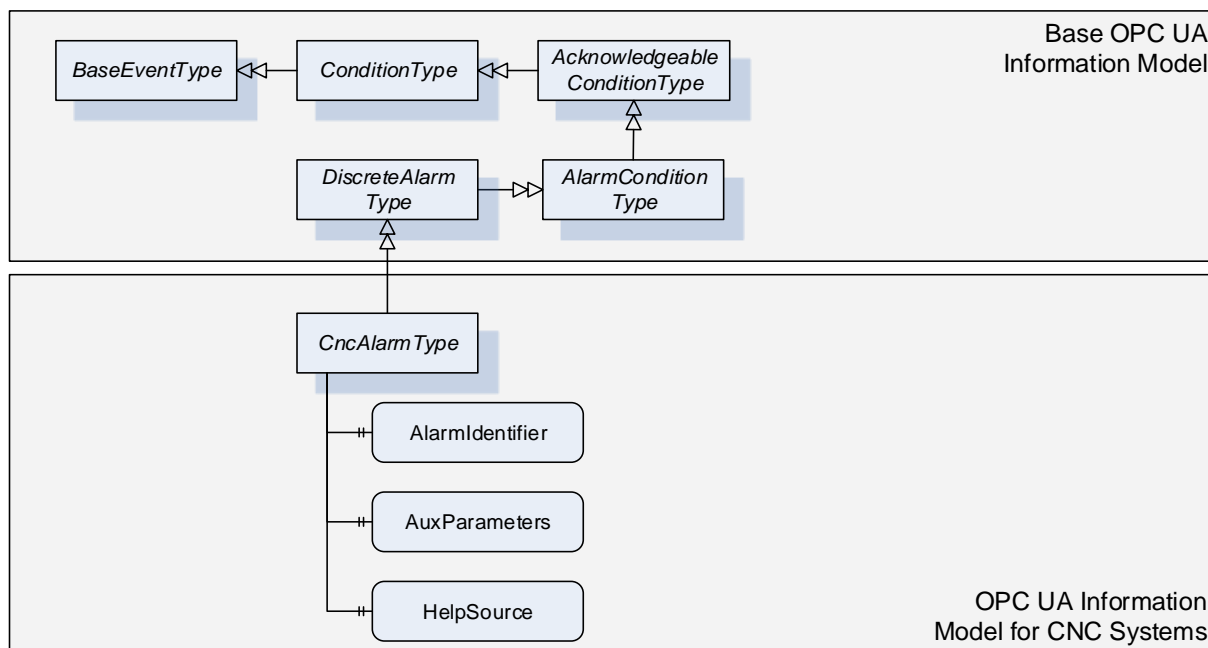 Base OPC UA
Information Model
BaseEventType
ConditionType
Acknowledgeable
ConditionType
DiscreteAlarm
Type
AlarmCondition
Type
CncAlarmType
AlarmIdentifier
AuxParameters
HelpSource
OPC UA Information
Model for CNC Systems